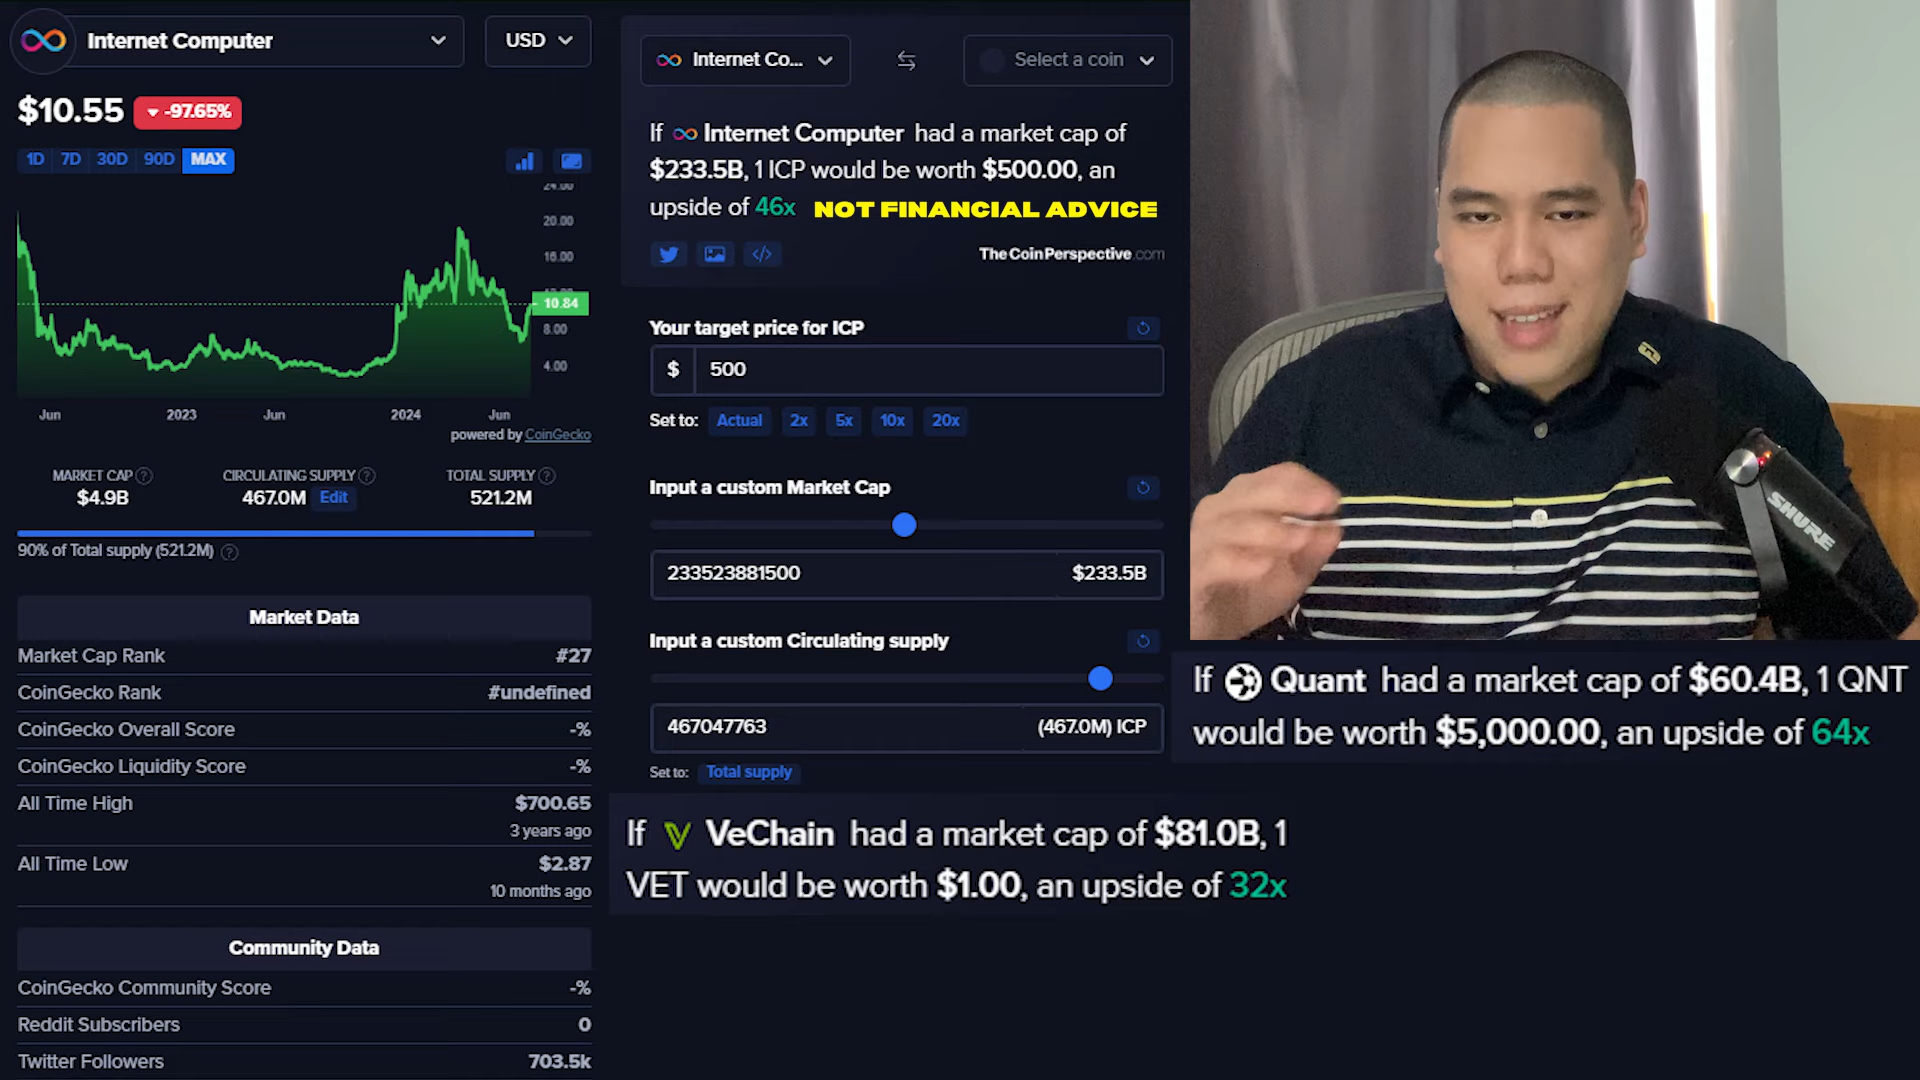 Internet Computer
USD
$10.55 -97.65%
1D 7D 30D 90D MAX
24.00
20.00
16.00
10.84
8.00
4.00
Jun 2023 Jun 2024 Jun
powered by CoinGecko
MARKET CAP CIRCULATING SUPPLY TOTAL SUPPLY
$4.9B 467.0M Edit 521.2M
90% of Total supply (521.2M)
Market Data
Market Cap Rank #27
CoinGecko Rank #undefined
CoinGecko Overall Score -%
CoinGecko Liquidity Score -%
All Time High $700.65
3 years ago
All Time Low $2.87
10 months ago
Community Data
CoinGecko Community Score -%
Reddit Subscribers 0
Twitter Followers 703.5k
Internet Co... Select a coin
If Internet Computer had a market cap of
$233.5B, 1 ICP would be worth $500.00, an
upside of 46x NOT FINANCIAL ADVICE
TheCoinPerspective.com
Your target price for ICP
$ 500
Set to: Actual 2x 5x 10x 20x
Input a custom Market Cap
233523881500 $233.5B
Input a custom Circulating supply
467047763 (467.0M) ICP
Set to: Total supply
SHURE
If Quant had a market cap of $60.4B, 1 QNT
would be worth $5,000.00, an upside of 64x
If VeChain had a market cap of $81.0B, 1
VET would be worth $1.00, an upside of 32x